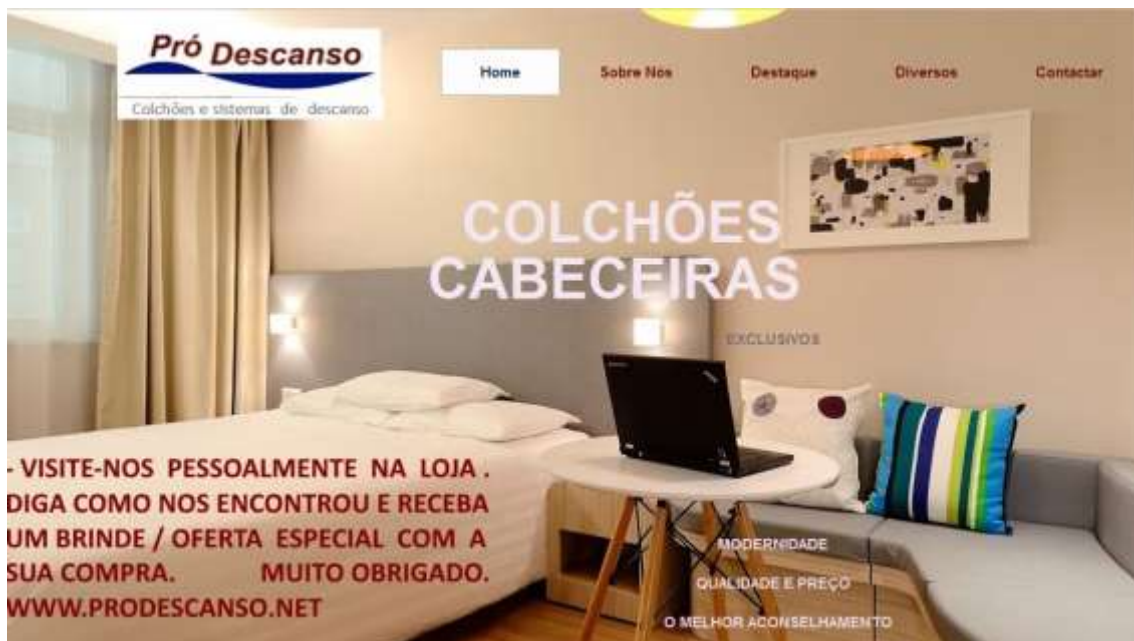 Pró Descanso
Colchões e sistemas de descanso
Home Sobre Nós Destaque Diversos Contactar
COLCHÕES
CABECEIRAS
EXCLUSIVOS
- VISITE-NOS PESSOALMENTE NA LOJA .
DIGA COMO NOS ENCONTROU E RECEBA
UM BRINDE / OFERTA ESPECIAL COM A
SUA COMPRA. MUITO OBRIGADO.
WWW.PRODESCANSO.NET
MODERNIDADE
QUALIDADE E PREÇO
O MELHOR ACONSELHAMENTO